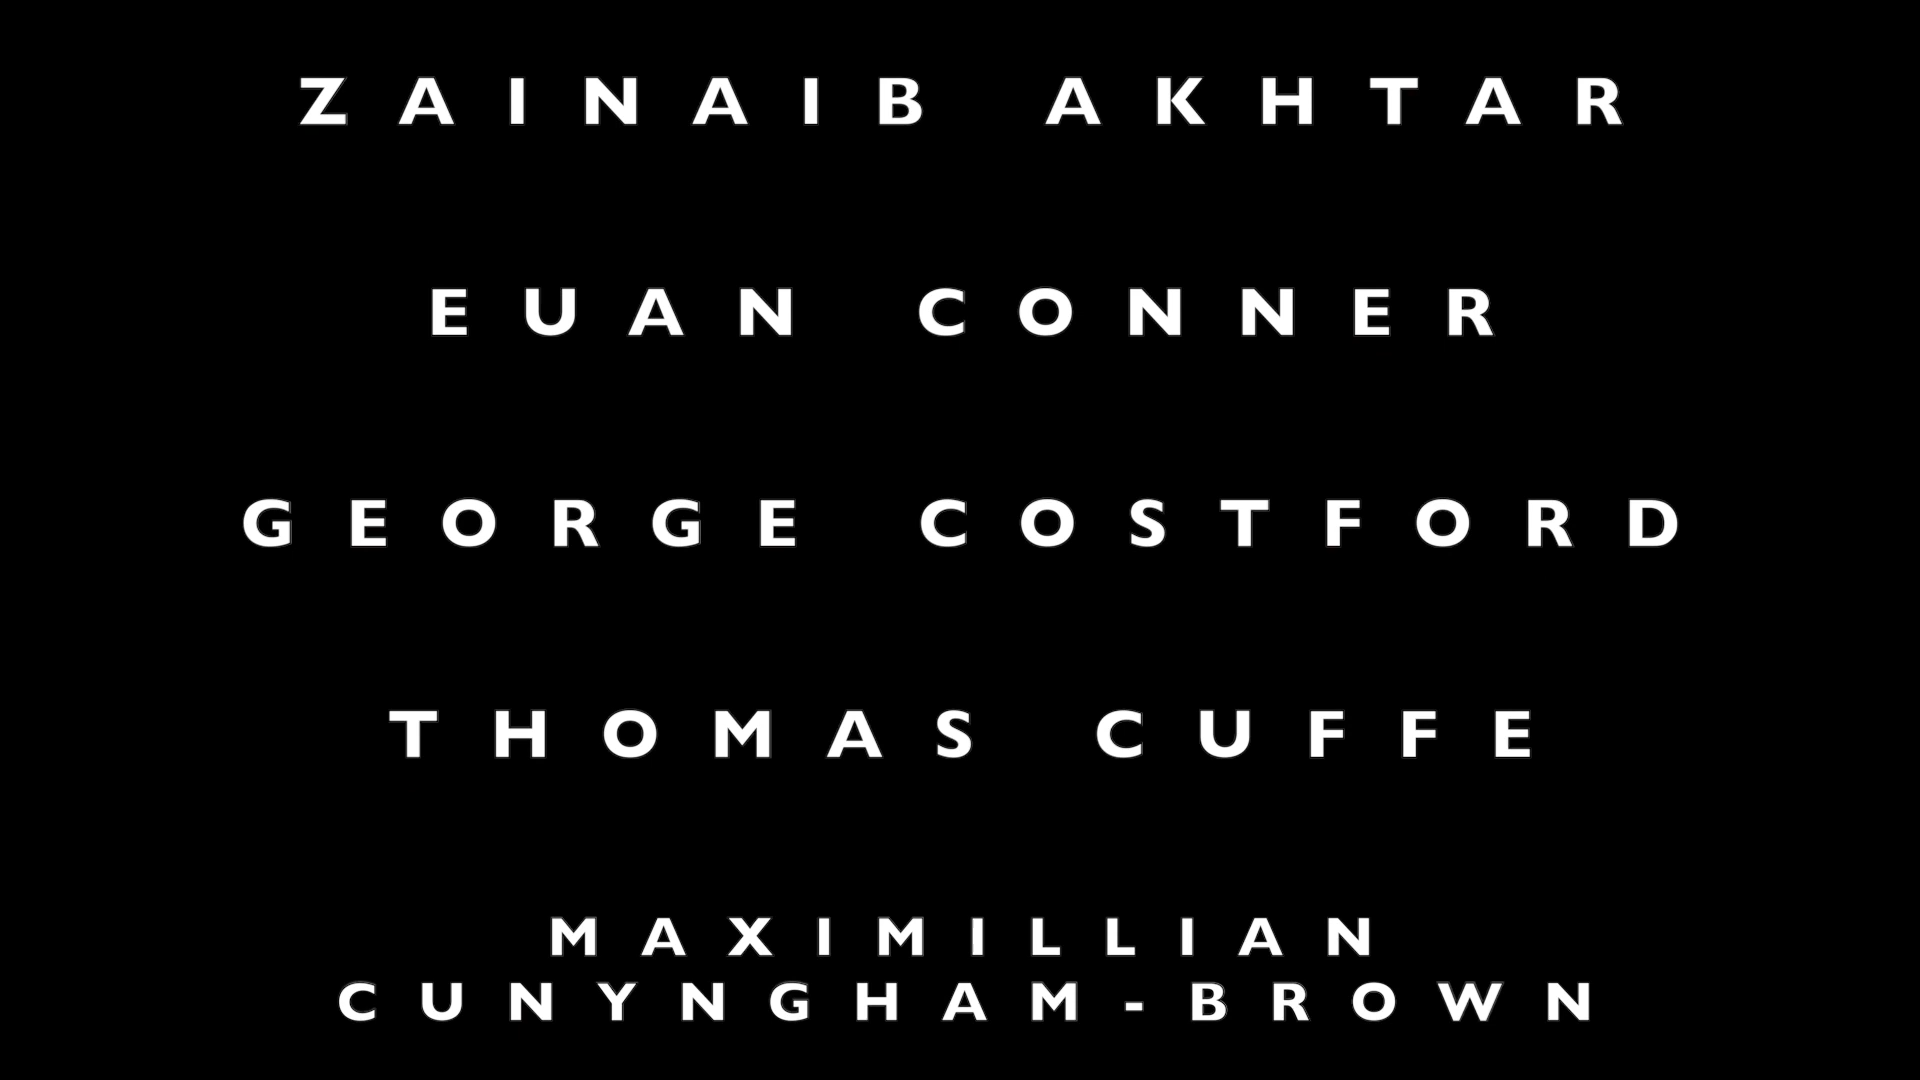 ZAINAIB AKHTAR
EUAN CONNER
GEORGE COSTFORD
THOMAS CUFFE
MAXIMILLIAN
CUNYNGHAM-BROWN